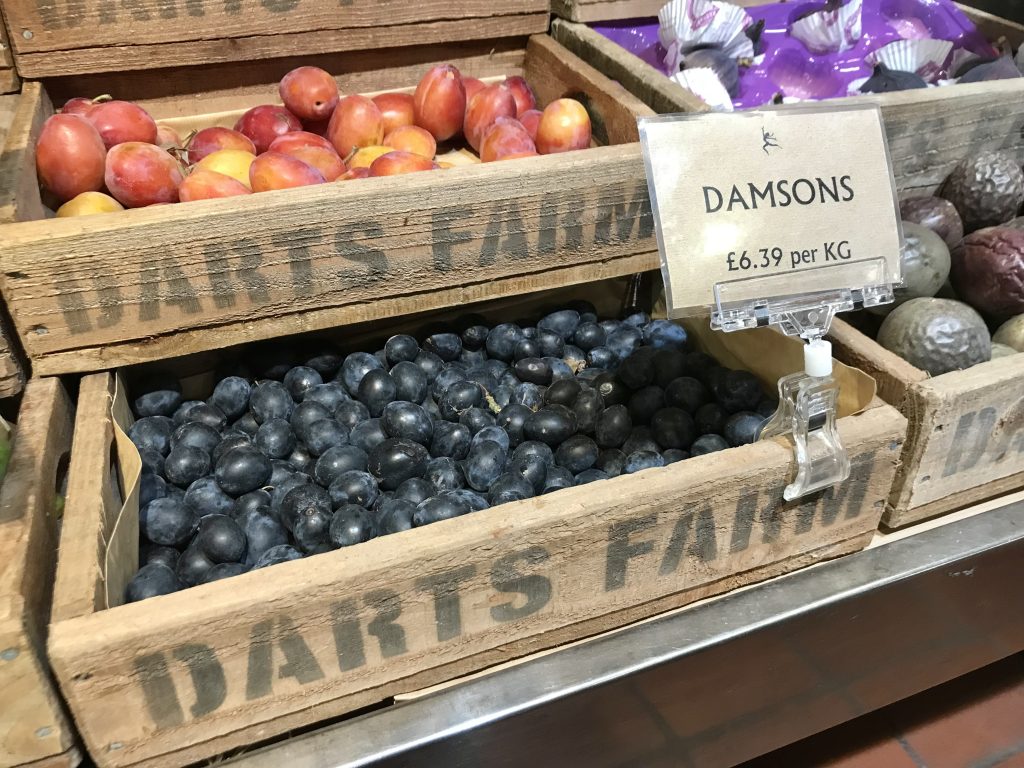 DARTS FARM
DAMSONS
£6.39 per KG
DARTS FARM